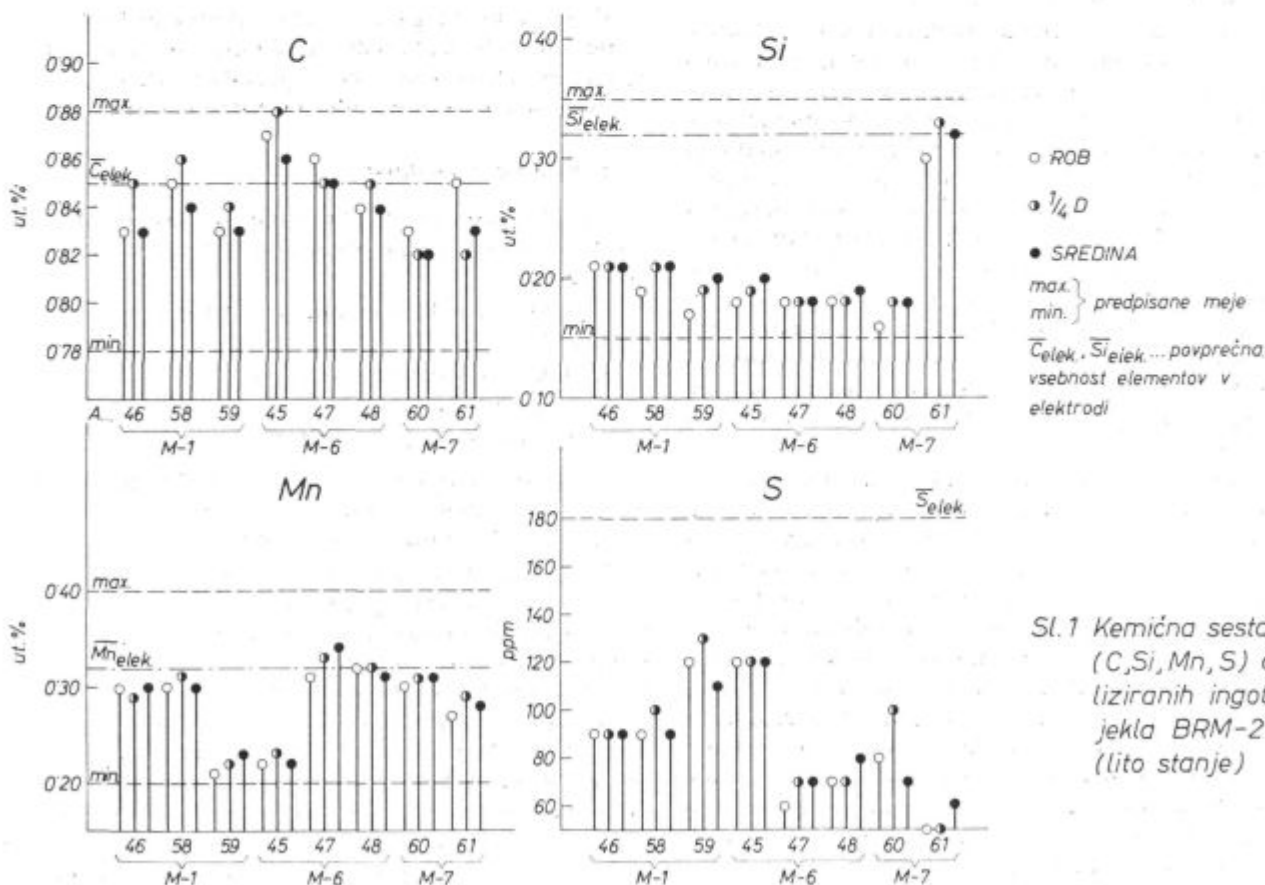 C
0'90
0'88
0'86
0'84
0'82
0'80
0'78
ut.%
max.
C̅elek.
min.
A...
46 58 59 45 47 48 60 61
M-1 M-6 M-7
Si
0'40
0'30
0'20
0'10
ut.%
max.
S̅i̅elek.
min.
46 58 59 45 47 48 60 61
M-1 M-6 M-7
ROB
1/4 D
SREDINA
max.
min. } predpisane meje
C̅elek., S̅i̅elek. ... povprečna
vsebnost elementov v
elektrodi
Mn
0'40
0'30
0'20
ut.%
max.
M̅n̅elek.
min.
46 58 59 45 47 48 60 61
M-1 M-6 M-7
S
180
160
140
120
100
80
60
ppm
S̅elek.
46 58 59 45 47 48 60 61
M-1 M-6 M-7
Sl.1 Kemična sesta
(C,Si,Mn,S)
liziranih ingot
jekla BRM-2
(lito stanje)